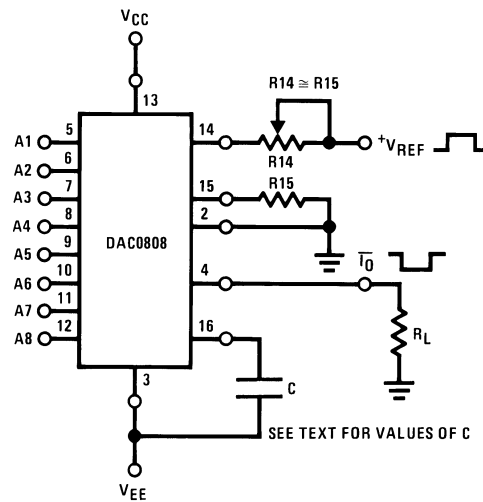 VCC
13
R14 ≅ R15
A1 5
14
+VREF
R14
A2 6
A3 7
15
R15
A4 8
2
DAC0808
A5 9
4
I0
A6 10
A7 11
A8 12
16
RL
C
3
SEE TEXT FOR VALUES OF C
VEE